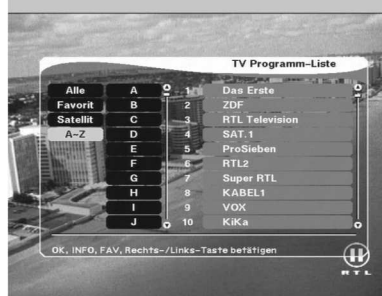 TV Programm-Liste
Alle
Favorit
Satellit
A-Z
A
B
C
D
E
F
G
H
I
J
1 Das Erste
2 ZDF
3 RTL Television
4 SAT.1
5 ProSieben
6 RTL2
7 Super RTL
8 KABEL1
9 VOX
10 KiKa
OK, INFO, FAV, Rechts-/Links-Taste betätigen
RTL